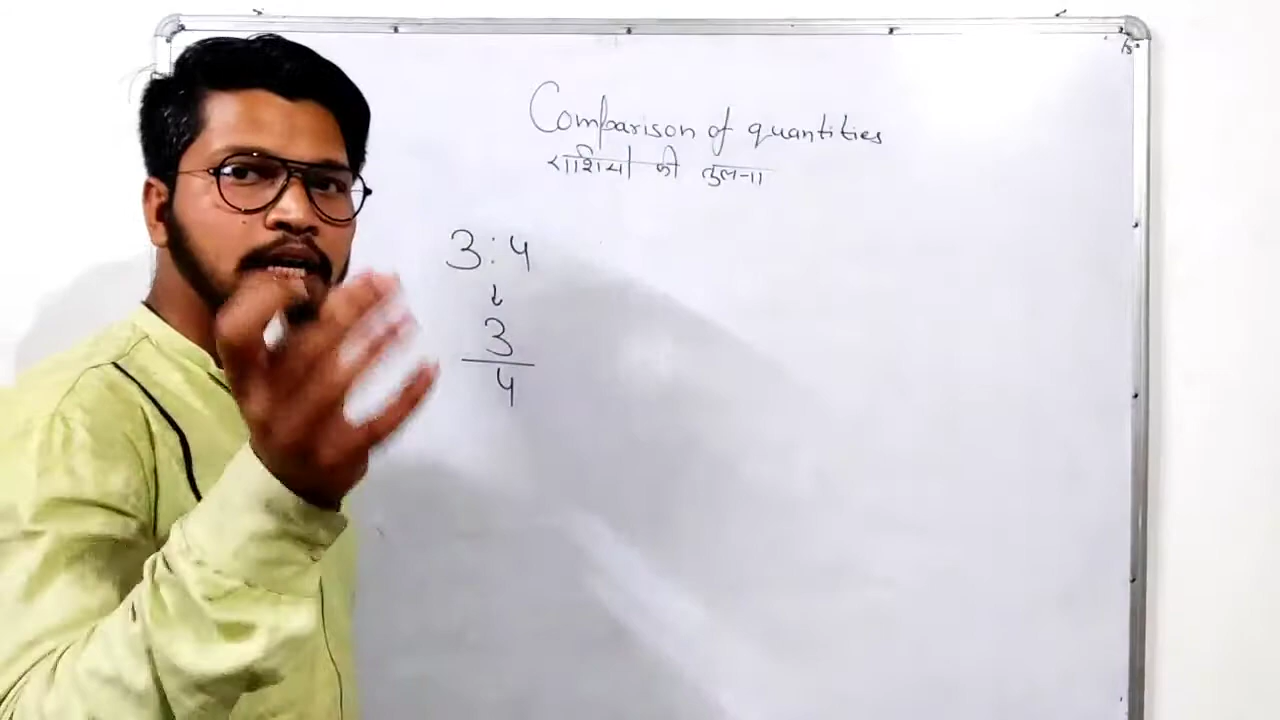 Comparison of quantities
राशियों की तुलना
3 : 4
↓
3
4